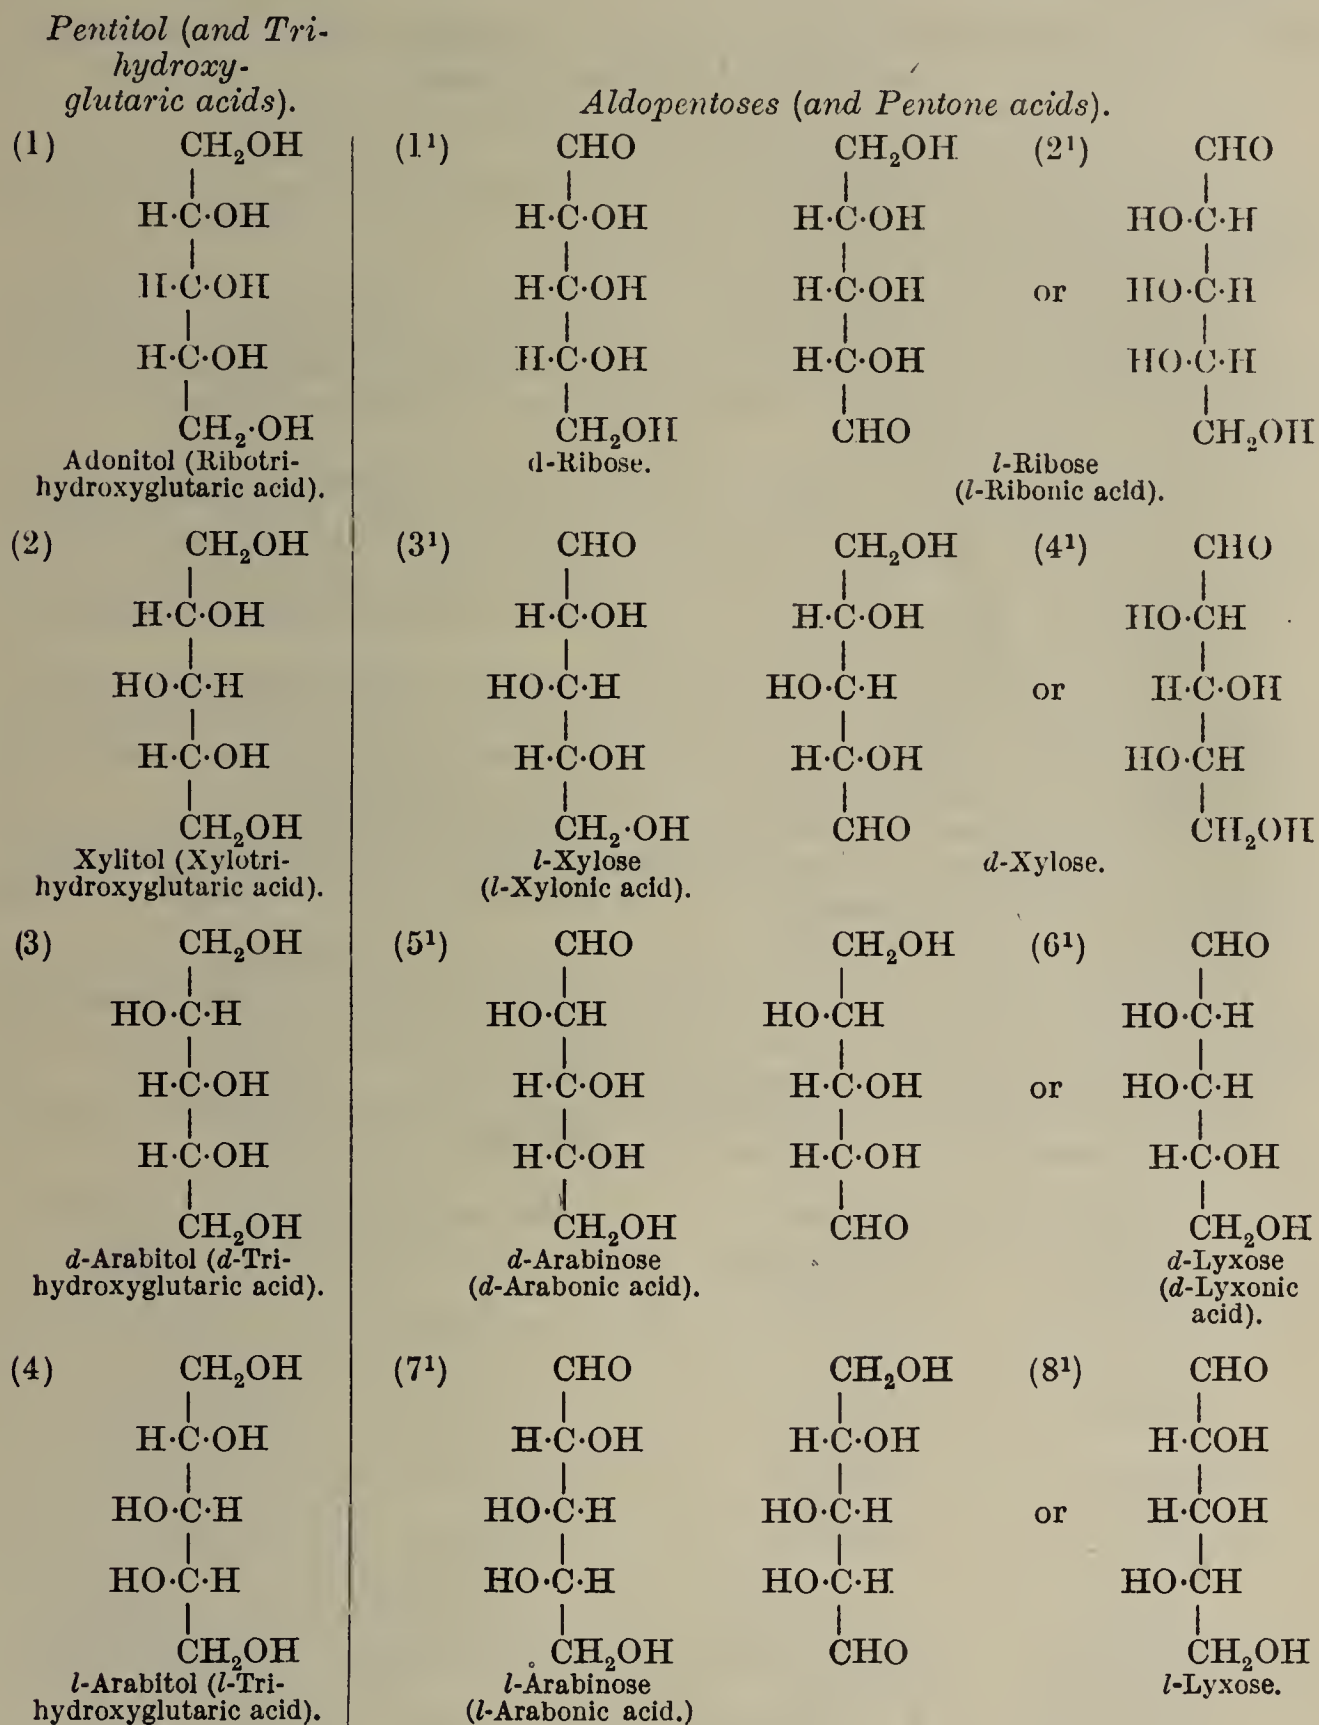 Pentitol (and Tri-
hydroxy-
glutaric acids).
Aldopentoses (and Pentone acids).
(1) CH₂OH (1¹) CHO CH₂OH (2¹) CHO
H·C·OH H·C·OH H·C·OH HO·C·H
H·C·OH H·C·OH H·C·OH or HO·C·H
H·C·OH H·C·OH H·C·OH HO·C·H
CH₂·OH CH₂OH CHO CH₂OH
Adonitol (Ribotri- d-Ribose. l-Ribose
hydroxyglutaric acid). (l-Ribonic acid).
(2) CH₂OH (3¹) CHO CH₂OH (4¹) CHO
H·C·OH H·C·OH H·C·OH HO·CH
HO·C·H HO·C·H HO·C·H or H·C·OH
H·C·OH H·C·OH H·C·OH HO·CH
CH₂OH CH₂·OH CHO CH₂OH
Xylitol (Xylotri- l-Xylose d-Xylose.
hydroxyglutaric acid). (l-Xylonic acid).
(3) CH₂OH (5¹) CHO CH₂OH (6¹) CHO
HO·C·H HO·CH HO·CH HO·C·H
H·C·OH H·C·OH H·C·OH or HO·C·H
H·C·OH H·C·OH H·C·OH H·C·OH
CH₂OH CH₂OH CHO CH₂OH
d-Arabitol (d-Tri- d-Arabinose d-Lyxose
hydroxyglutaric acid). (d-Arabonic acid). (d-Lyxonic
acid).
(4) CH₂OH (7¹) CHO CH₂OH (8¹) CHO
H·C·OH H·C·OH H·C·OH H·COH
HO·C·H HO·C·H HO·C·H or H·COH
HO·C·H HO·C·H HO·C·H HO·CH
CH₂OH CH₂OH CHO CH₂OH
l-Arabitol (l-Tri- l-Arabinose l-Lyxose.
hydroxyglutaric acid). (l-Arabonic acid.)